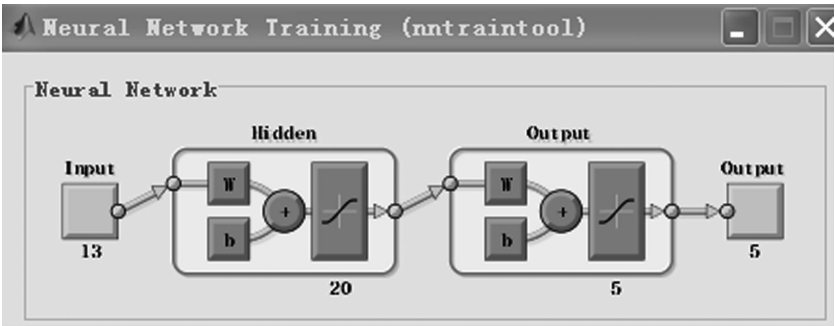 Neural Network Training (nntraintool)
Neural Network
Hidden
Output
Input
Output
W
W
+
+
b
b
13
5
20
5